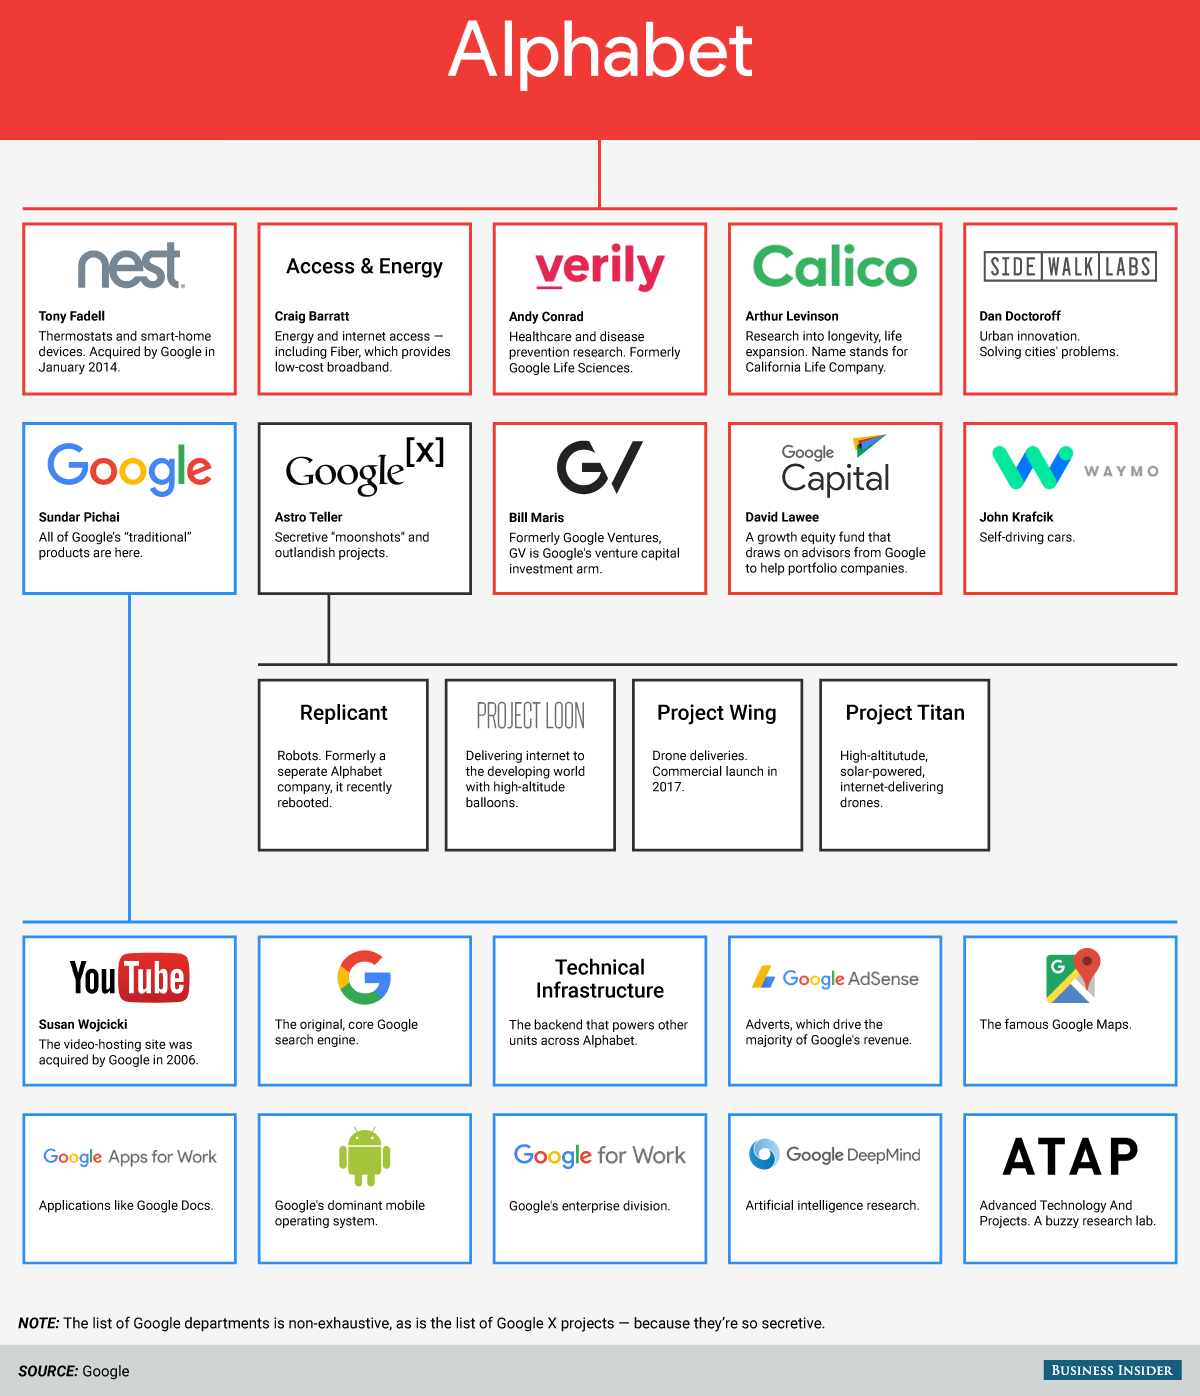 Alphabet
nest
Tony Fadell
Thermostats and smart-home
devices. Acquired by Google in
January 2014.
Access & Energy
Craig Barratt
Energy and internet access —
including Fiber, which provides
low-cost broadband.
verily
Andy Conrad
Healthcare and disease
prevention research. Formerly
Google Life Sciences.
Calico
Arthur Levinson
Research into longevity, life
expansion. Name stands for
California Life Company.
SIDE WALK LABS
Dan Doctoroff
Urban innovation.
Solving cities' problems.
Google
Sundar Pichai
All of Google's “traditional”
products are here.
Google[x]
Astro Teller
Secretive "moonshots" and
outlandish projects.
G/
Bill Maris
Formerly Google Ventures,
GV is Google's venture capital
investment arm.
Google
Capital
David Lawee
A growth equity fund that
draws on advisors from Google
to help portfolio companies.
WAYMO
John Krafcik
Self-driving cars.
Replicant
Robots. Formerly a
seperate Alphabet
company, it recently
rebooted.
PROJECT LOON
Delivering internet to
the developing world
with high-altitude
balloons.
Project Wing
Drone deliveries.
Commercial launch in
2017.
Project Titan
High-altitutude,
solar-powered,
internet-delivering
drones.
YouTube
Susan Wojcicki
The video-hosting site was
acquired by Google in 2006.
G
The original, core Google
search engine.
Technical
Infrastructure
The backend that powers other
units across Alphabet.
Google AdSense
Adverts, which drive the
majority of Google's revenue.
G
The famous Google Maps.
Google Apps for Work
Applications like Google Docs.
Google's dominant mobile
operating system.
Google for Work
Google's enterprise division.
Google DeepMind
Artificial intelligence research.
ATAP
Advanced Technology And
Projects. A buzzy research lab.
NOTE: The list of Google departments is non-exhaustive, as is the list of Google X projects — because they're so secretive.
SOURCE: Google
BUSINESS INSIDER